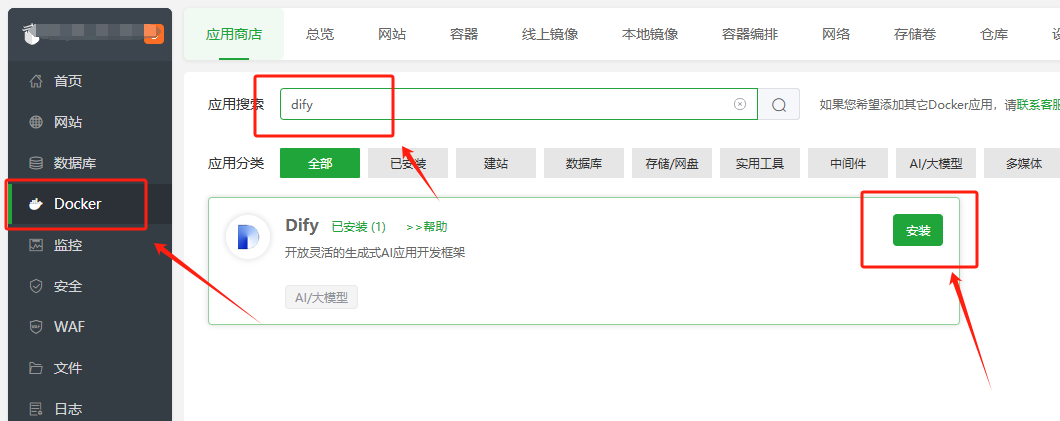 应用商店 总览 网站 容器 线上镜像 本地镜像 容器编排 网络 存储卷 仓库
首页
网站
数据库
Docker
监控
安全
WAF
文件
日志
应用搜索 dify 如果您希望添加其它Docker应用，请联系客服
应用分类 全部 已安装 建站 数据库 存储/网盘 实用工具 中间件 AI/大模型 多媒体
Dify 已安装 (1) >>帮助 安装
开放灵活的生成式AI应用开发框架
AI/大模型